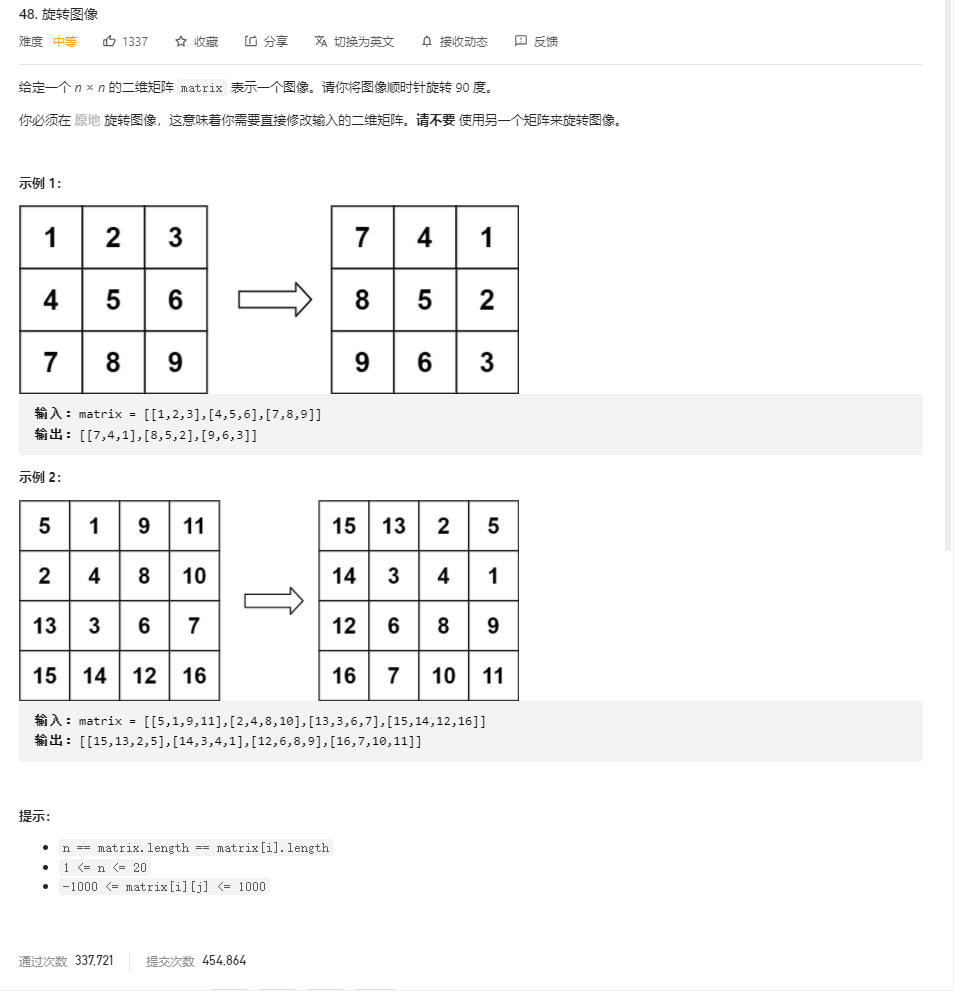 48. 旋转图像
难度 中等 1337 收藏 分享 切换为英文 接收动态 反馈
给定一个 n × n 的二维矩阵 matrix 表示一个图像。请你将图像顺时针旋转 90 度。
你必须在 原地 旋转图像，这意味着你需要直接修改输入的二维矩阵。请不要 使用另一个矩阵来旋转图像。
示例 1：
1 2 3 7 4 1
4 5 6 8 5 2
7 8 9 9 6 3
输入：matrix = [[1,2,3],[4,5,6],[7,8,9]]
输出：[[7,4,1],[8,5,2],[9,6,3]]
示例 2：
5 1 9 11 15 13 2 5
2 4 8 10 14 3 4 1
13 3 6 7 12 6 8 9
15 14 12 16 16 7 10 11
输入：matrix = [[5,1,9,11],[2,4,8,10],[13,3,6,7],[15,14,12,16]]
输出：[[15,13,2,5],[14,3,4,1],[12,6,8,9],[16,7,10,11]]
提示：
n == matrix.length == matrix[i].length
1 <= n <= 20
-1000 <= matrix[i][j] <= 1000
通过次数 337,721 提交次数 454,864